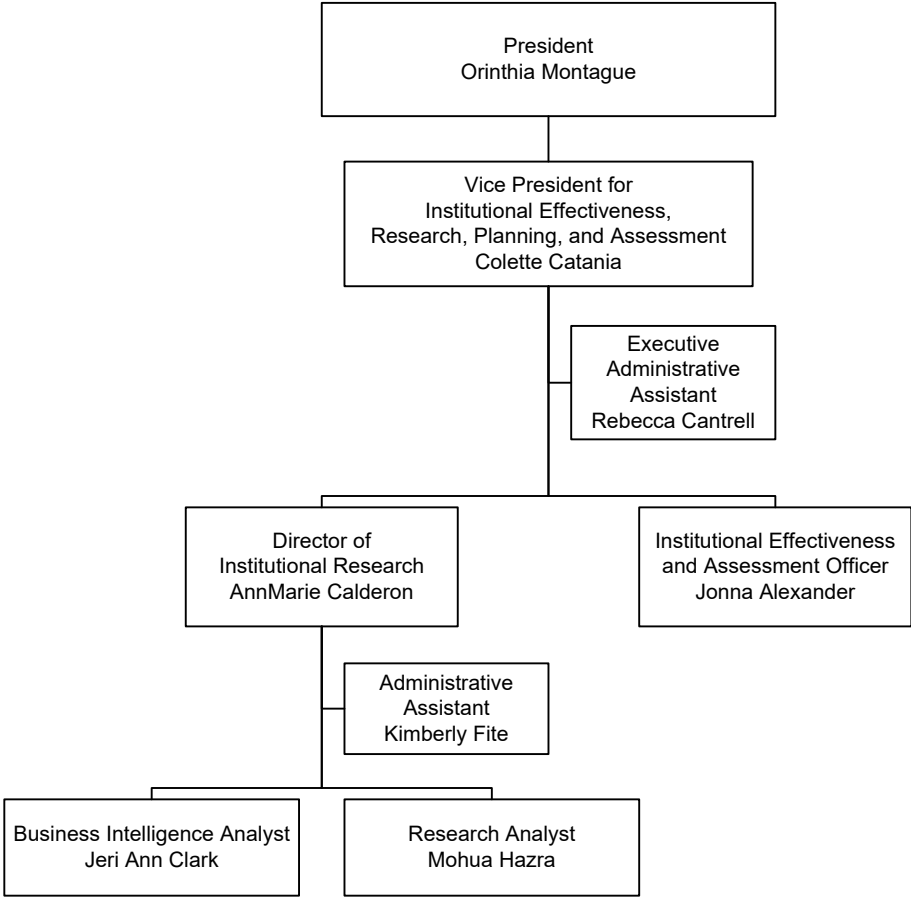 President
Orinthia Montague
Vice President for
Institutional Effectiveness,
Research, Planning, and Assessment
Colette Catania
Executive
Administrative
Assistant
Rebecca Cantrell
Director of
Institutional Research
AnnMarie Calderon
Institutional Effectiveness
and Assessment Officer
Jonna Alexander
Administrative
Assistant
Kimberly Fite
Business Intelligence Analyst
Jeri Ann Clark
Research Analyst
Mohua Hazra